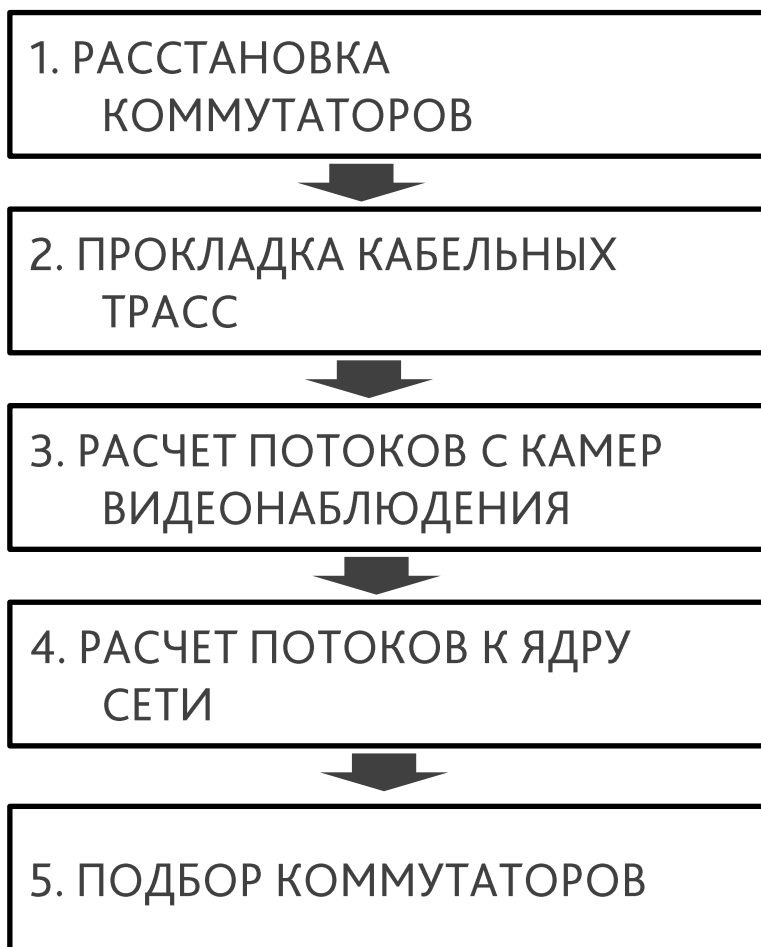 1. РАССТАНОВКА
КОММУТАТОРОВ
2. ПРОКЛАДКА КАБЕЛЬНЫХ
ТРАСС
3. РАСЧЕТ ПОТОКОВ С КАМЕР
ВИДЕОНАБЛЮДЕНИЯ
4. РАСЧЕТ ПОТОКОВ К ЯДРУ
СЕТИ
5. ПОДБОР КОММУТАТОРОВ